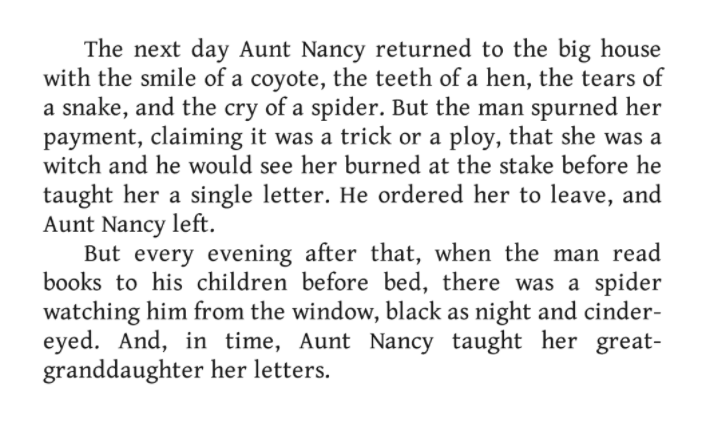 The next day Aunt Nancy returned to the big house
with the smile of a coyote, the teeth of a hen, the tears of
a snake, and the cry of a spider. But the man spurned her
payment, claiming it was a trick or a ploy, that she was a
witch and he would see her burned at the stake before he
taught her a single letter. He ordered her to leave, and
Aunt Nancy left.
But every evening after that, when the man read
books to his children before bed, there was a spider
watching him from the window, black as night and cinder-
eyed. And, in time, Aunt Nancy taught her great-
granddaughter her letters.